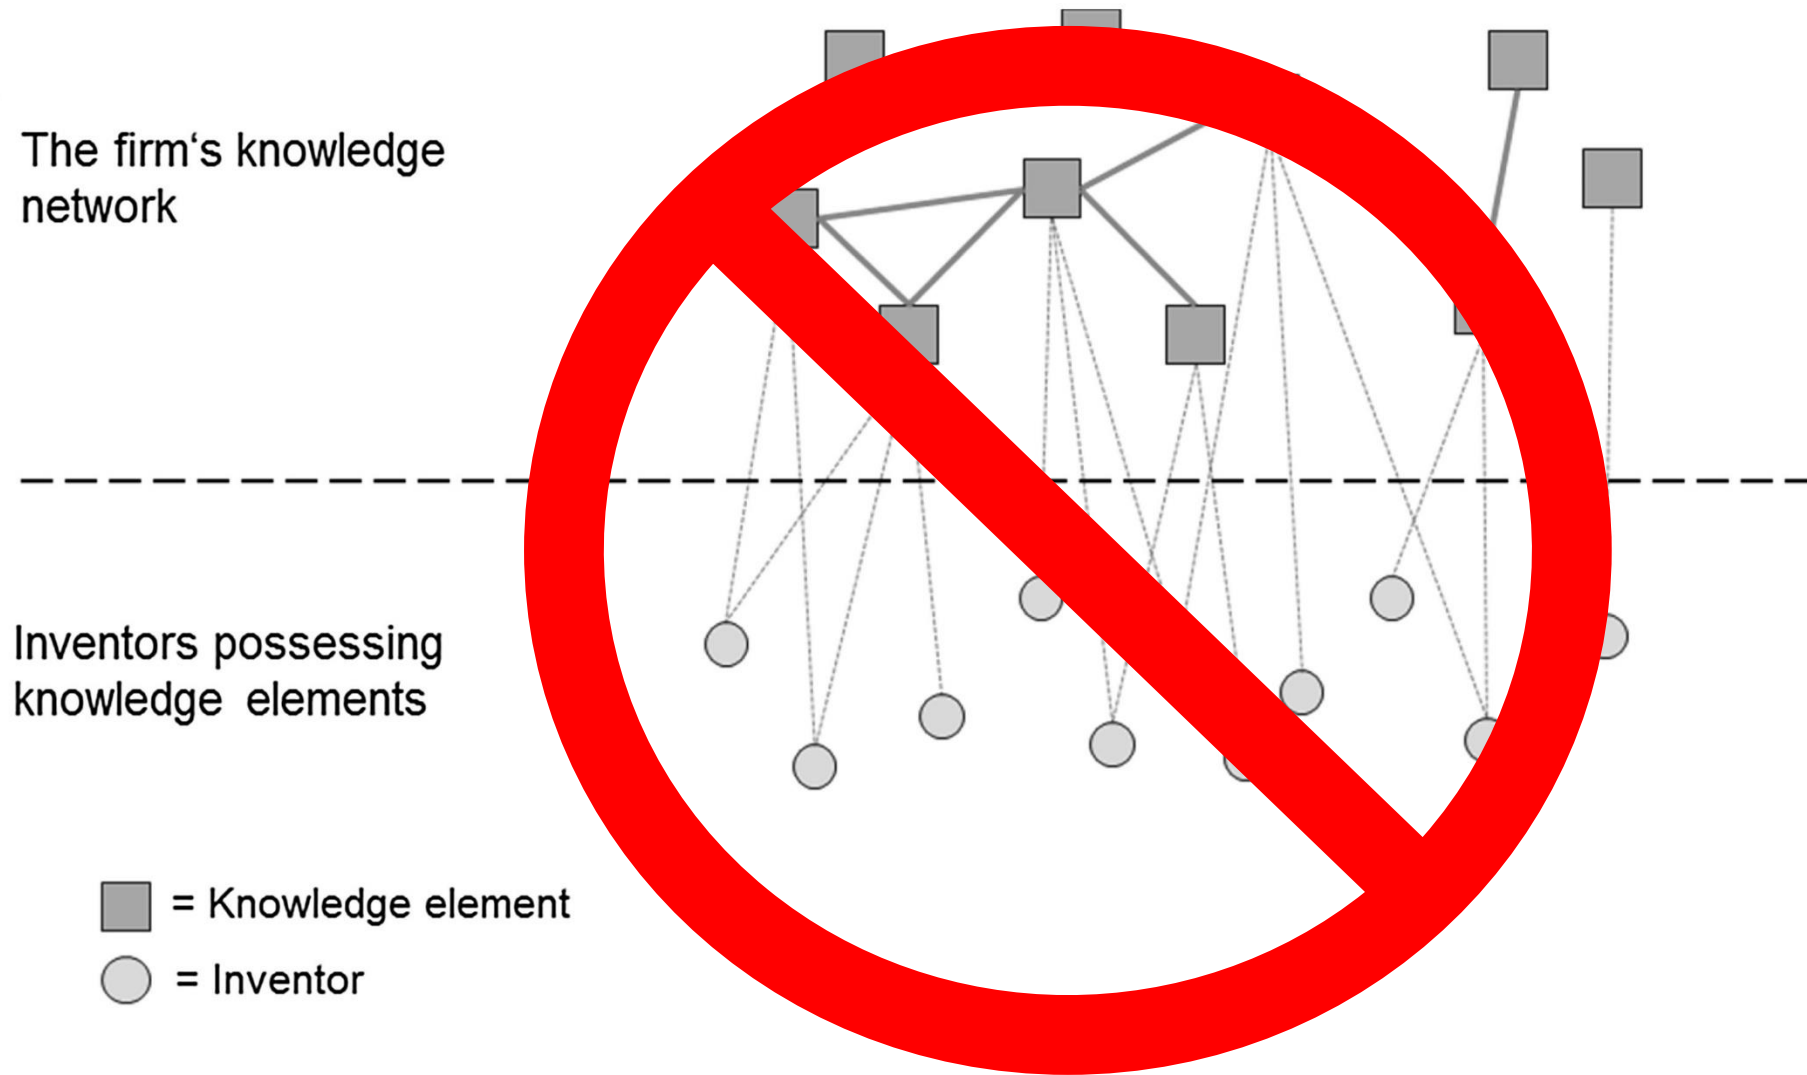 The firm‘s knowledge
network
Inventors possessing
knowledge elements
= Knowledge element
= Inventor